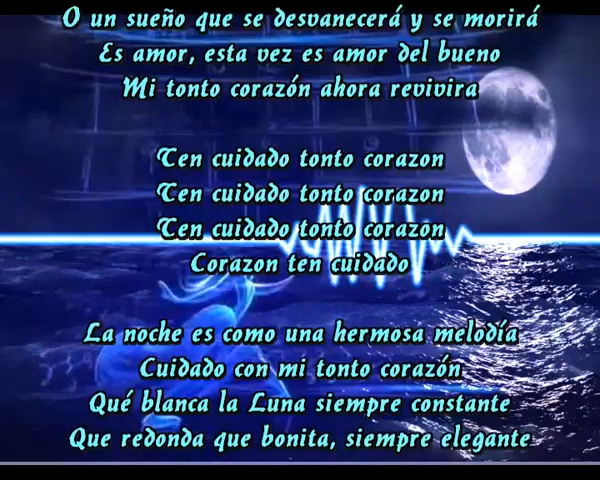 O un sueño que se desvanecerá y se morirá
Es amor, esta vez es amor del bueno
Mi tonto corazón ahora revivira
Ten cuidado tonto corazon
Ten cuidado tonto corazon
Ten cuidado tonto corazon
Corazon ten cuidado
La noche es como una hermosa melodía
Cuidado con mi tonto corazón
Qué blanca la Luna siempre constante
Que redonda que bonita, siempre elegante